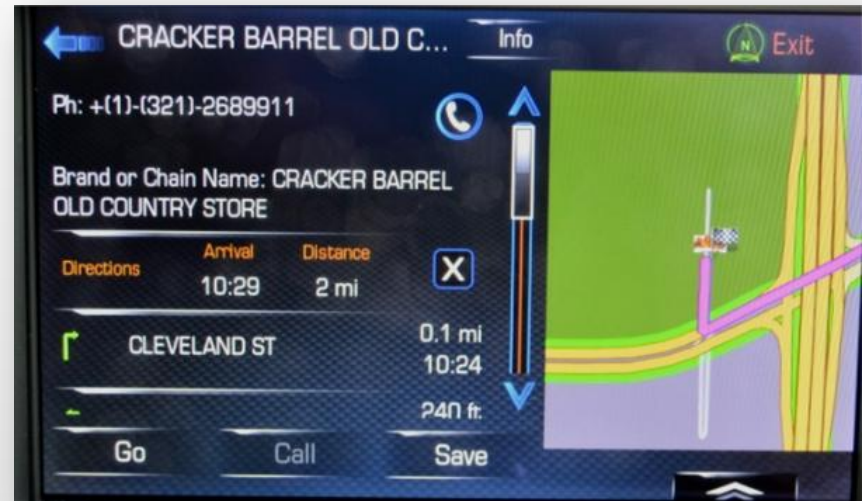 CRACKER BARREL OLD C...
Info
N
Exit
Ph: +(1)-(321)-2689911
Brand or Chain Name: CRACKER BARREL
OLD COUNTRY STORE
Directions
Arrival
Distance
10:29
2 mi
X
CLEVELAND ST
0.1 mi
10:24
240 ft.
Go
Call
Save